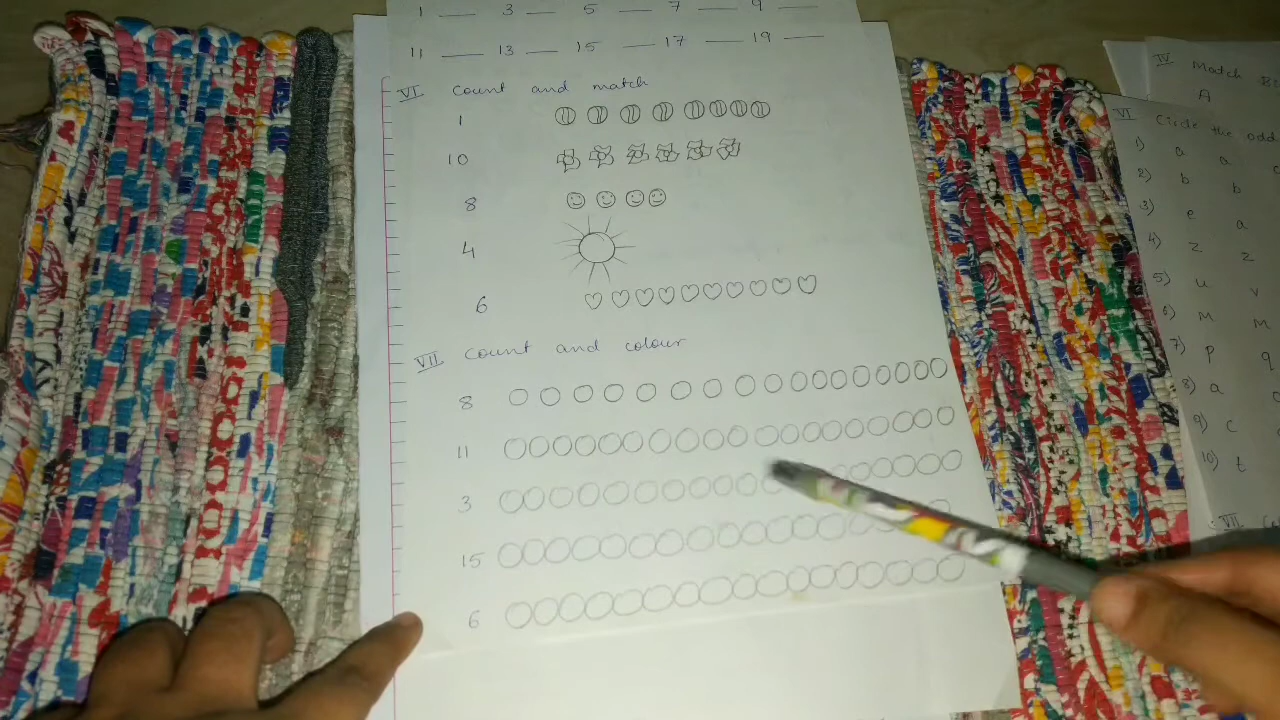 1 ___ 3 ___ 5 ___ 7 ___ 9 ___
11 ___ 13 ___ 15 ___ 17 ___ 19 ___
VI Count and match
1
10
8
4
6
VII Count and colour
8
11
3
15
6
IV Match
A
VI Circle the odd
1) a a
2) b b
3) e a
4) z z
5) u v
6) m m
7) p q
8) a
9) c
10) t
VII